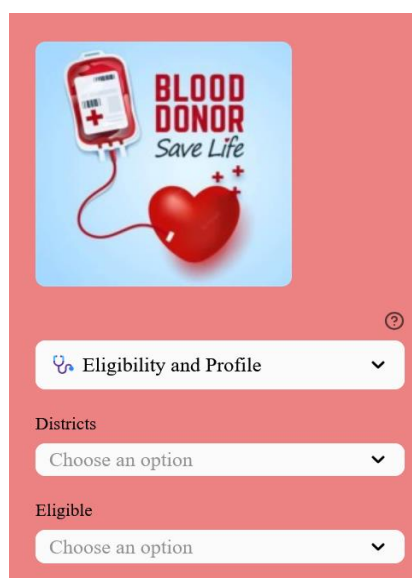 BLOOD
DONOR
Save Life
?
Eligibility and Profile
Districts
Choose an option
Eligible
Choose an option